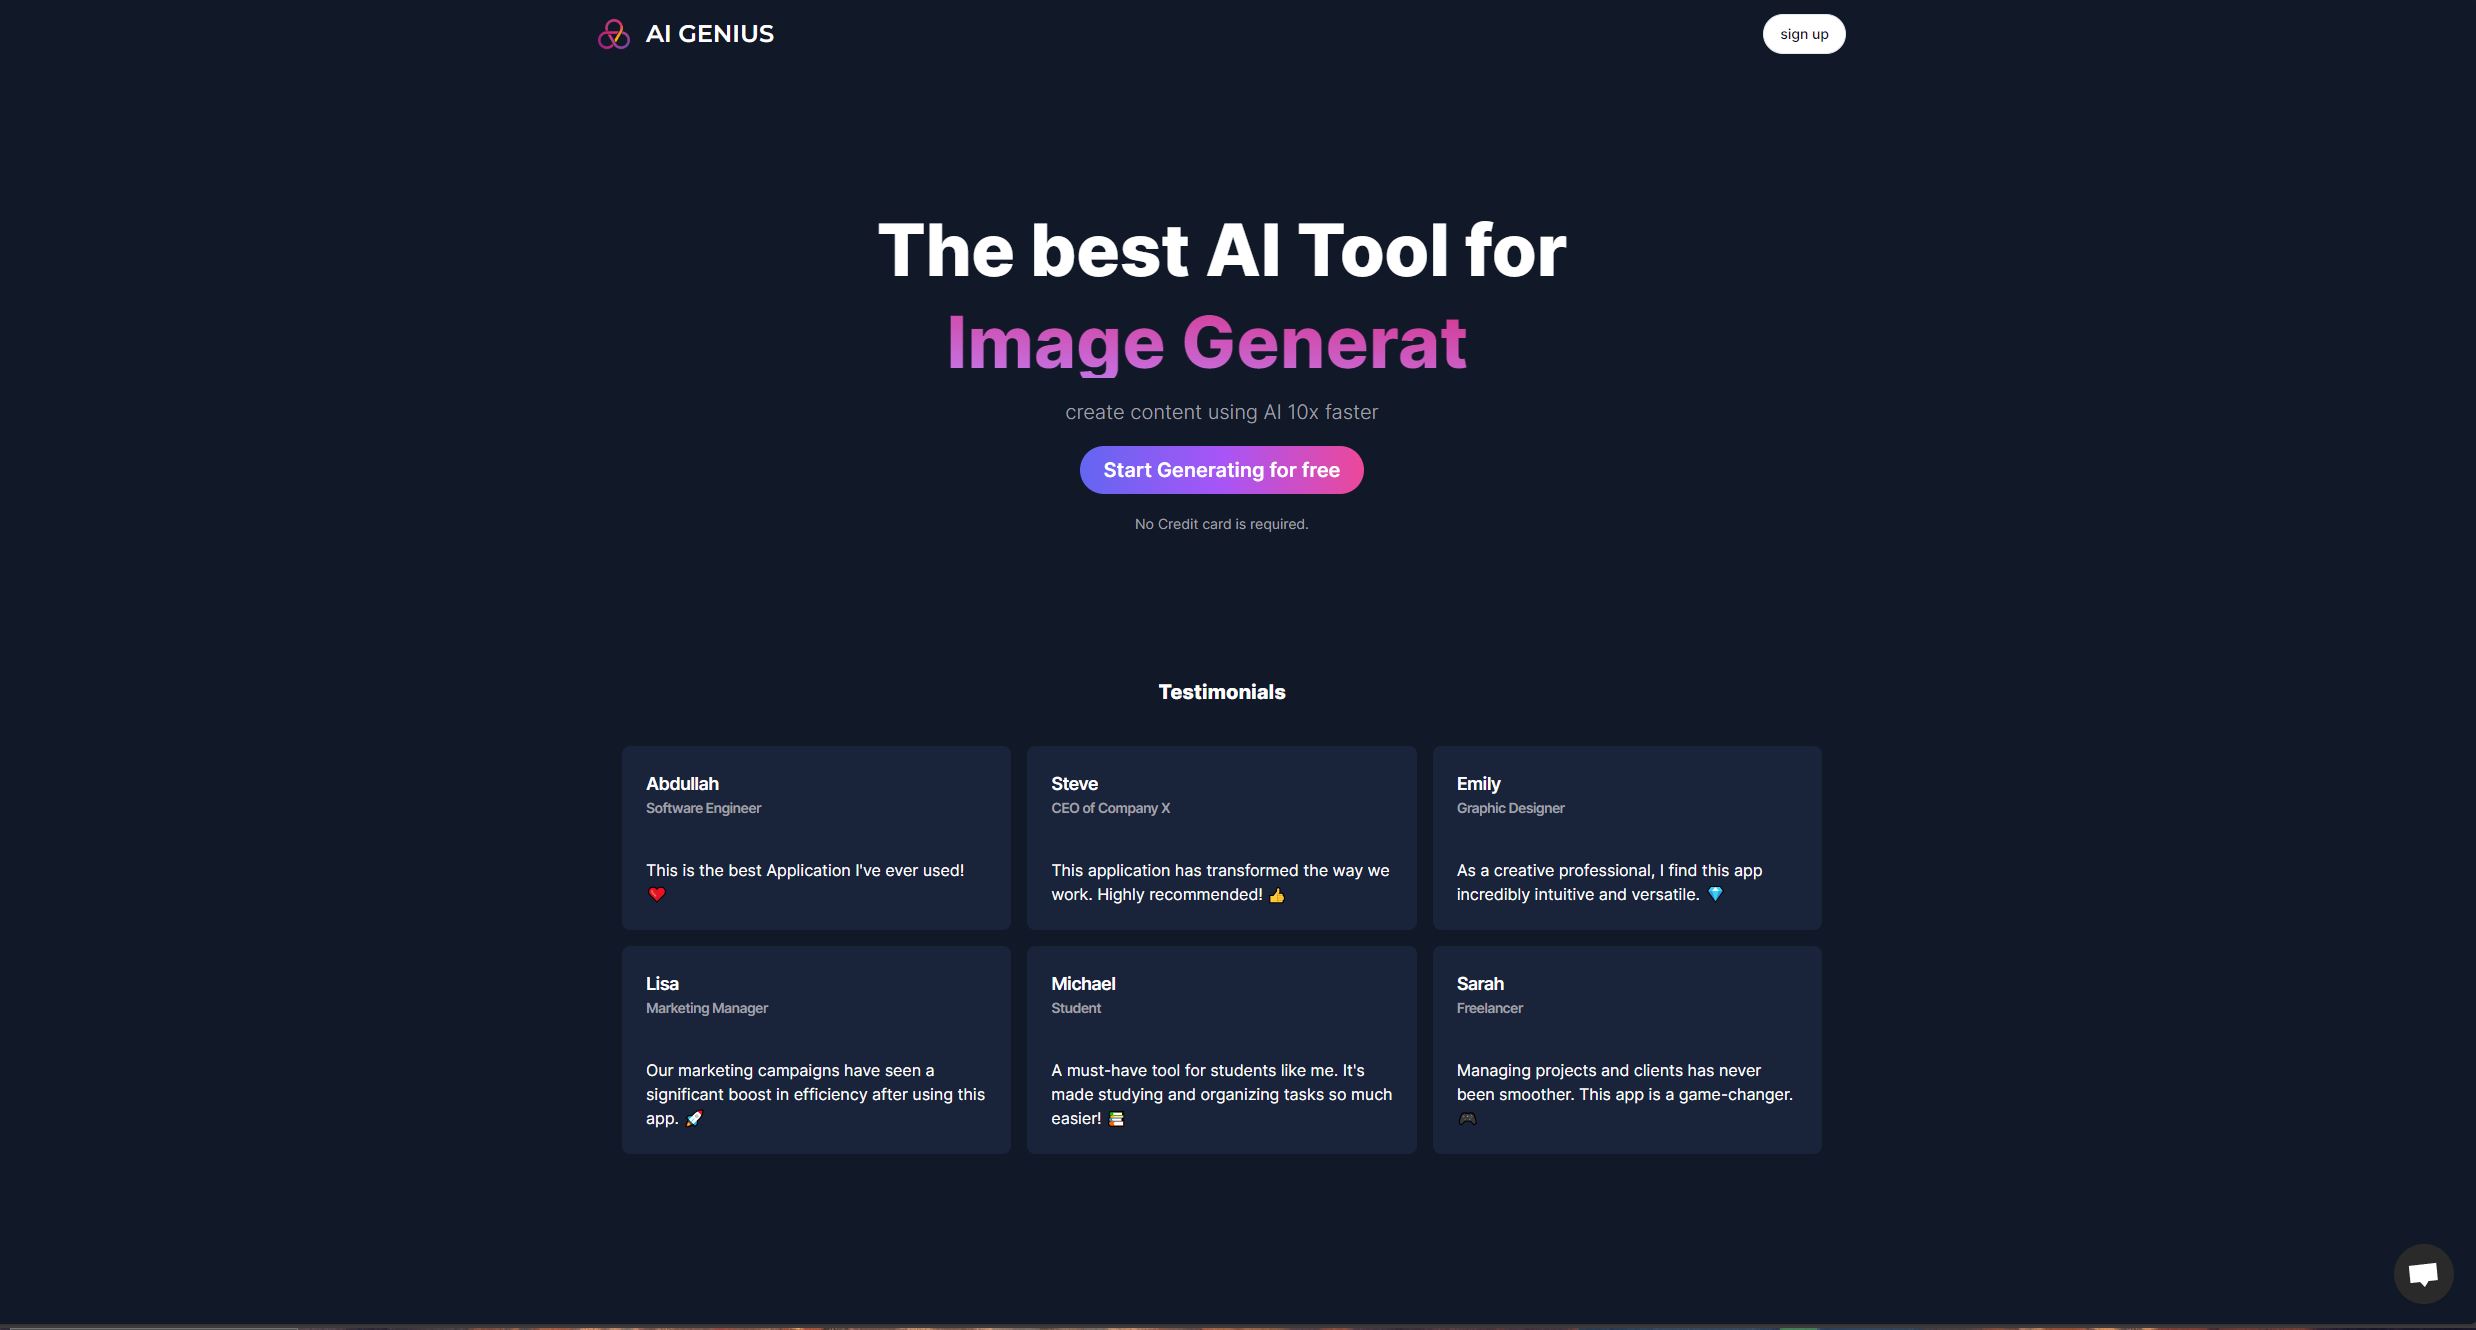 AI GENIUS
sign up
The best AI Tool for
Image Generat
create content using AI 10x faster
Start Generating for free
No Credit card is required.
Testimonials
Abdullah
Software Engineer
This is the best Application I've ever used!
❤️
Steve
CEO of Company X
This application has transformed the way we
work. Highly recommended! 👍
Emily
Graphic Designer
As a creative professional, I find this app
incredibly intuitive and versatile. 💎
Lisa
Marketing Manager
Our marketing campaigns have seen a
significant boost in efficiency after using this
app. 🚀
Michael
Student
A must-have tool for students like me. It's
made studying and organizing tasks so much
easier! 📚
Sarah
Freelancer
Managing projects and clients has never
been smoother. This app is a game-changer.
🎮